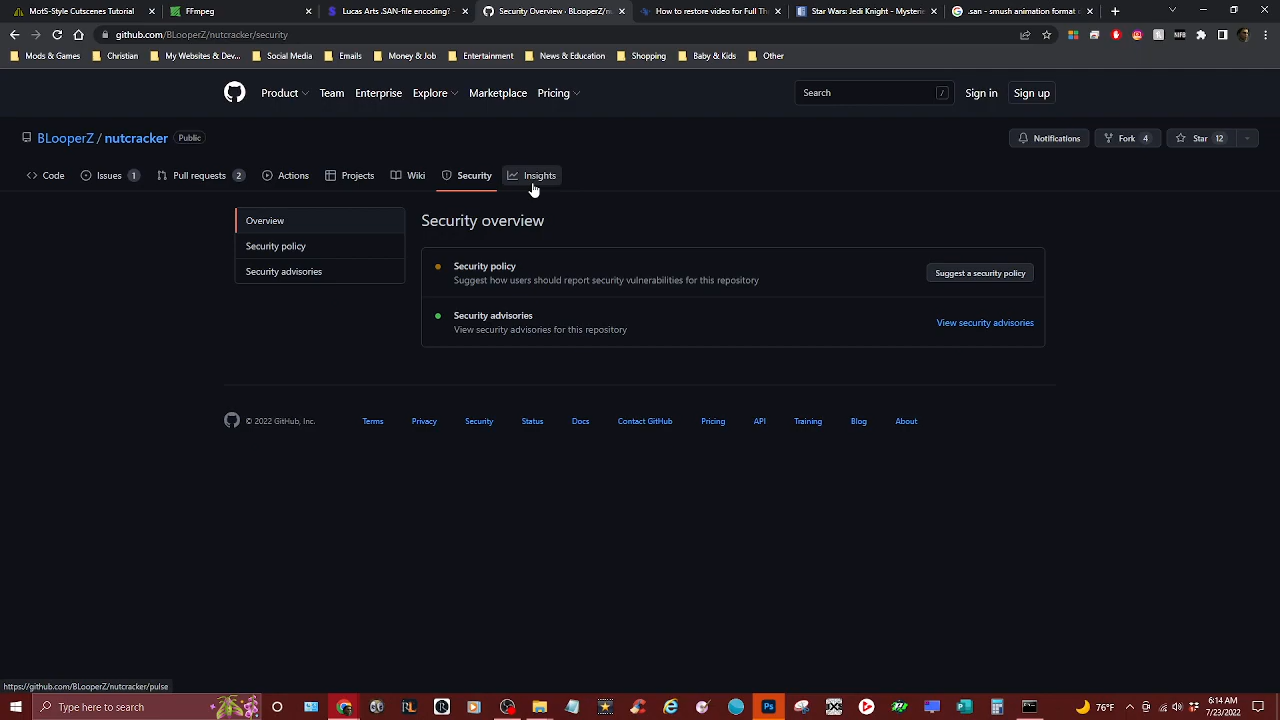 MotS-Style Cutscenes Tutorial
FFmpeg
Lucas Arts .SAN-file encoding?
Security Overview · BLooperZ/nu
How to restore video for Full Th
Star Wars: Jedi Knight - Mysterie
.san - smush animation format c
github.com/BLooperZ/nutcracker/security
Mods & Games
Christian
My Websites & Dev...
Social Media
Emails
Money & Job
Entertainment
News & Education
Shopping
Baby & Kids
Other
Product
Team
Enterprise
Explore
Marketplace
Pricing
Search
/
Sign in
Sign up
BLooperZ / nutcracker
Public
Notifications
Fork 4
Star 12
Code
Issues 1
Pull requests 2
Actions
Projects
Wiki
Security
Insights
Overview
Security policy
Security advisories
Security overview
Security policy
Suggest how users should report security vulnerabilities for this repository
Suggest a security policy
Security advisories
View security advisories for this repository
View security advisories
© 2022 GitHub, Inc.
Terms
Privacy
Security
Status
Docs
Contact GitHub
Pricing
API
Training
Blog
About
https://github.com/BLooperZ/nutcracker/pulse
Type here to search
Ps
76°F
6:14 AM
7/23/2022